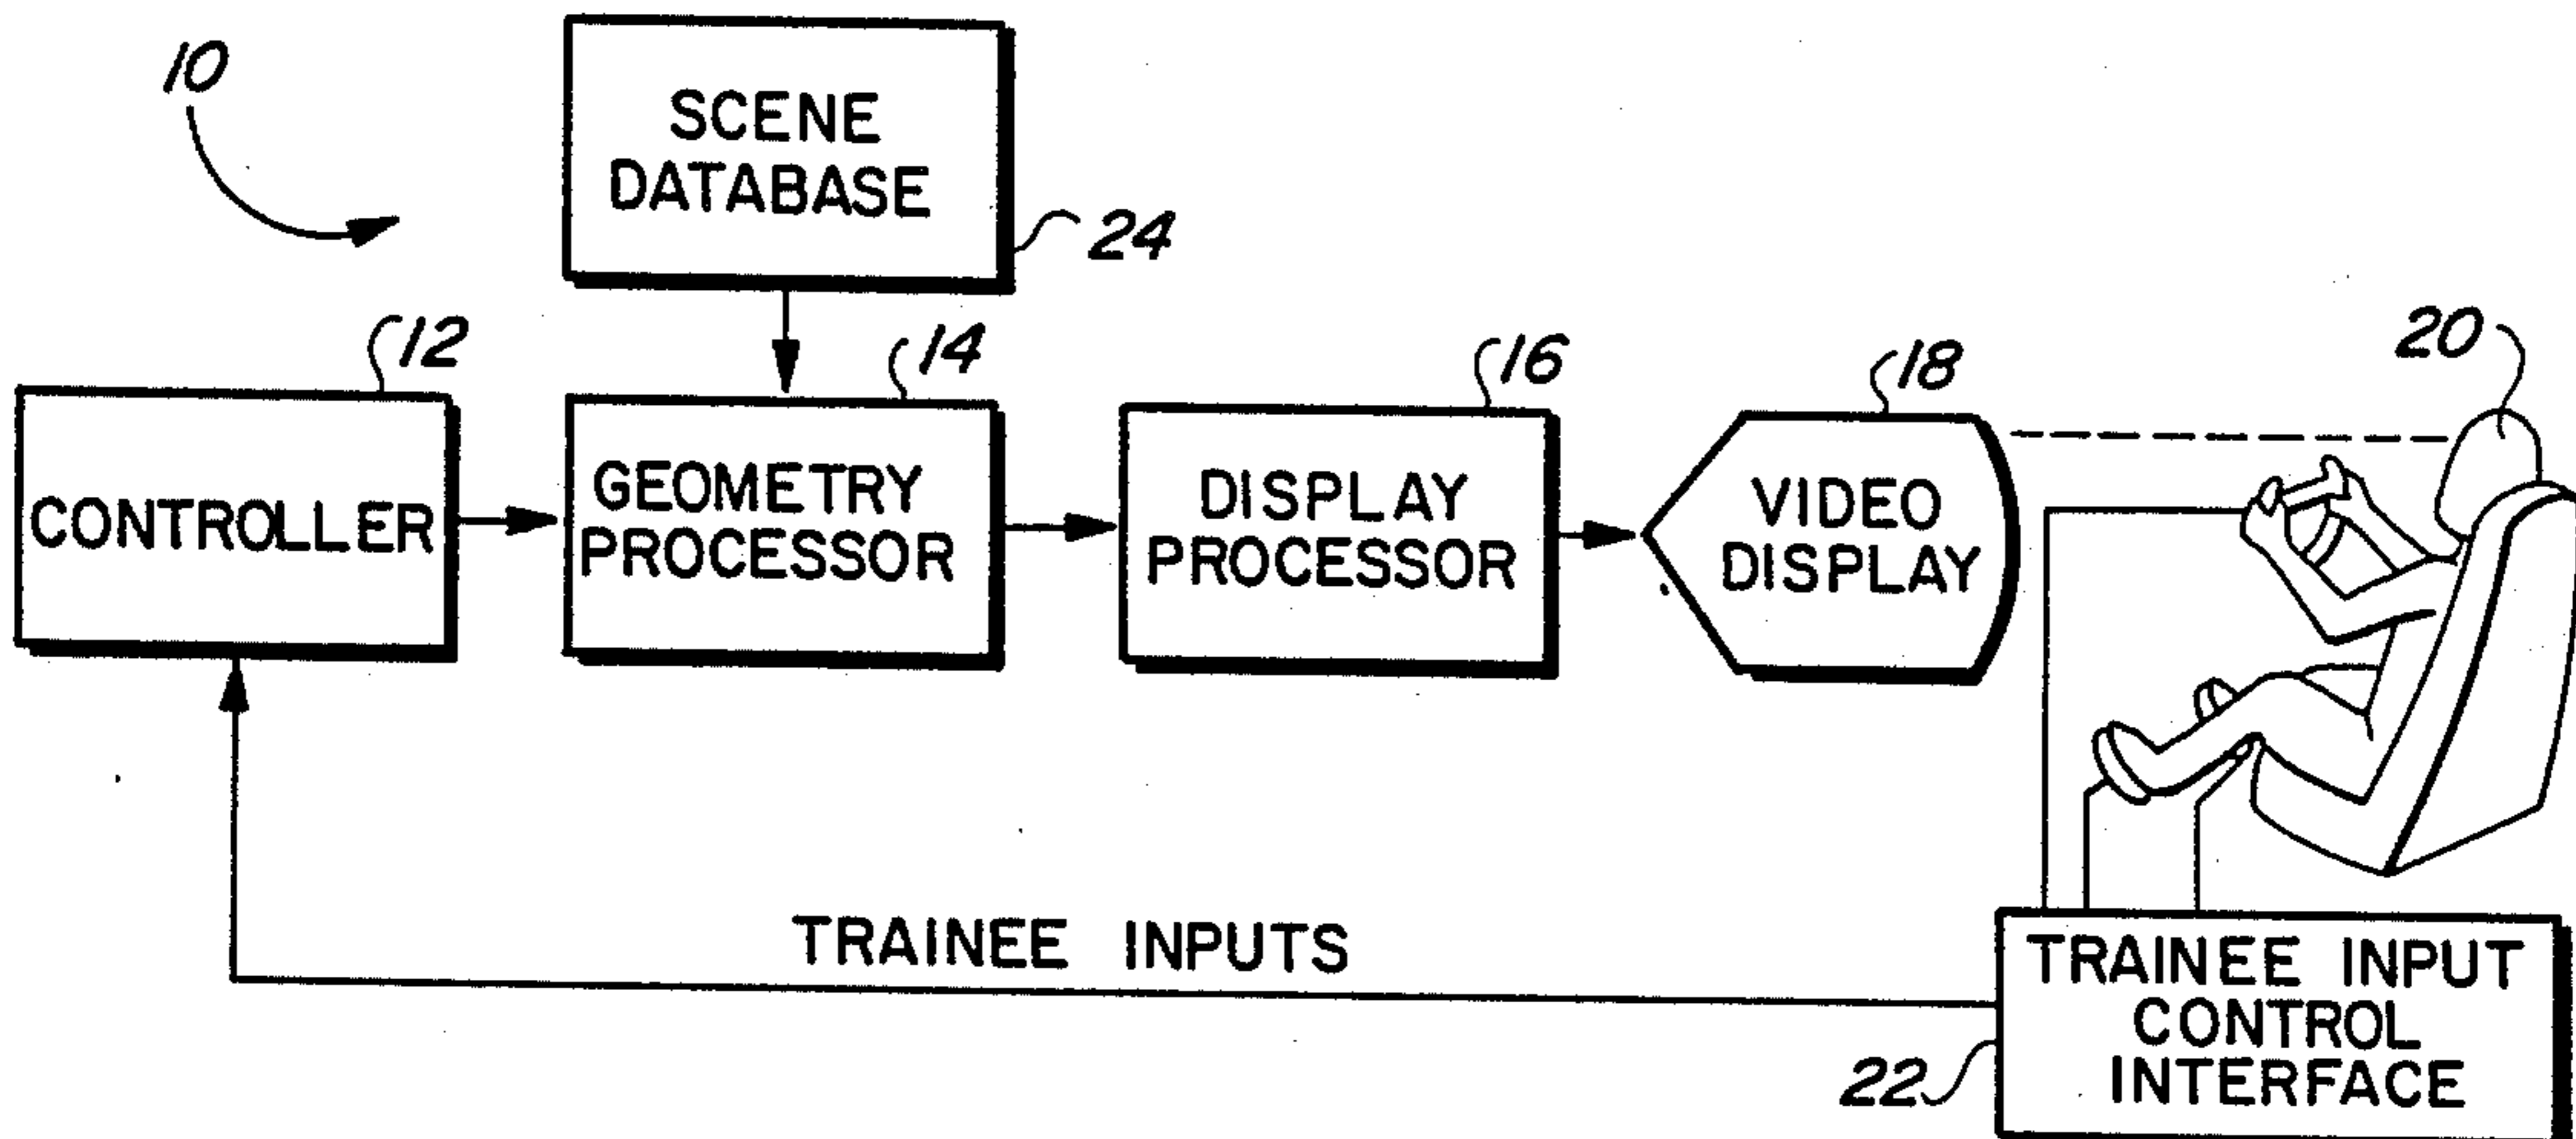 10
SCENE
DATABASE
24
12
14
16
18
20
CONTROLLER
GEOMETRY
PROCESSOR
DISPLAY
PROCESSOR
VIDEO
DISPLAY
TRAINEE INPUTS
TRAINEE INPUT
CONTROL
INTERFACE
22